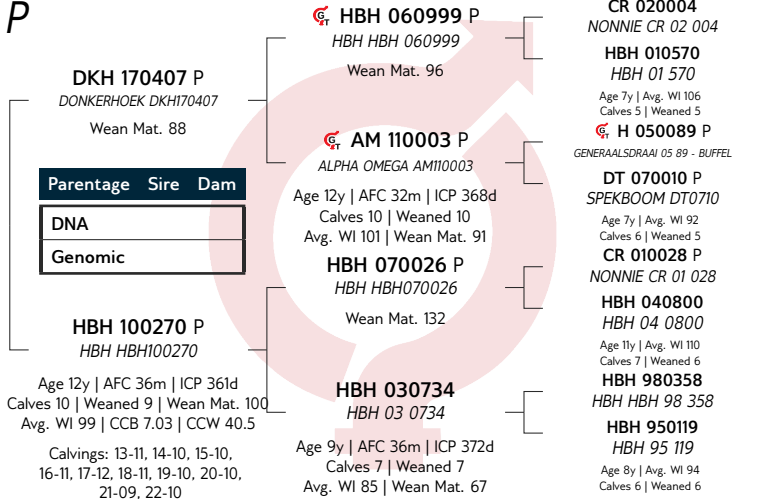 P
DKH 170407 P
DONKERHOEK DKH170407
Wean Mat. 88
Parentage Sire Dam
DNA
Genomic
HBH 100270 P
HBH HBH100270
Age 12y | AFC 36m | ICP 361d
Calves 10 | Weaned 9 | Wean Mat. 100
Avg. WI 99 | CCB 7.03 | CCW 40.5
Calvings: 13-11, 14-10, 15-10,
16-11, 17-12, 18-11, 19-10, 20-10,
21-09, 22-10
GT HBH 060999 P
HBH HBH 060999
Wean Mat. 96
GT AM 110003 P
ALPHA OMEGA AM110003
Age 12y | AFC 32m | ICP 368d
Calves 10 | Weaned 10
Avg. WI 101 | Wean Mat. 91
HBH 070026 P
HBH HBH070026
Wean Mat. 132
HBH 030734
HBH 03 0734
Age 9y | AFC 36m | ICP 372d
Calves 7 | Weaned 7
Avg. WI 85 | Wean Mat. 67
CR 020004
NONNIE CR 02 004
HBH 010570
HBH 01 570
Age 7y | Avg. WI 106
Calves 5 | Weaned 5
GT H 050089 P
GENERAALSDRAAI 05 89 - BUFFEL
DT 070010 P
SPEKBOOM DT0710
Age 7y | Avg. WI 92
Calves 6 | Weaned 5
CR 010028 P
NONNIE CR 01 028
HBH 040800
HBH 04 0800
Age 11y | Avg. WI 110
Calves 7 | Weaned 6
HBH 980358
HBH HBH 98 358
HBH 950119
HBH 95 119
Age 8y | Avg. WI 94
Calves 6 | Weaned 6